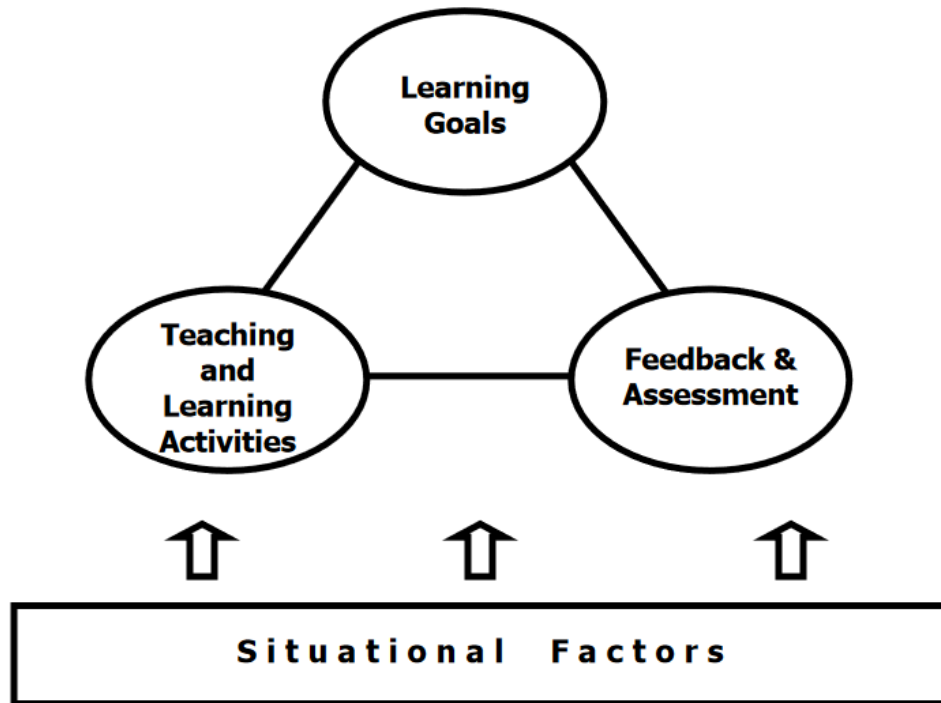 Learning
Goals
Teaching
and
Learning
Activities
Feedback &
Assessment
Situational Factors